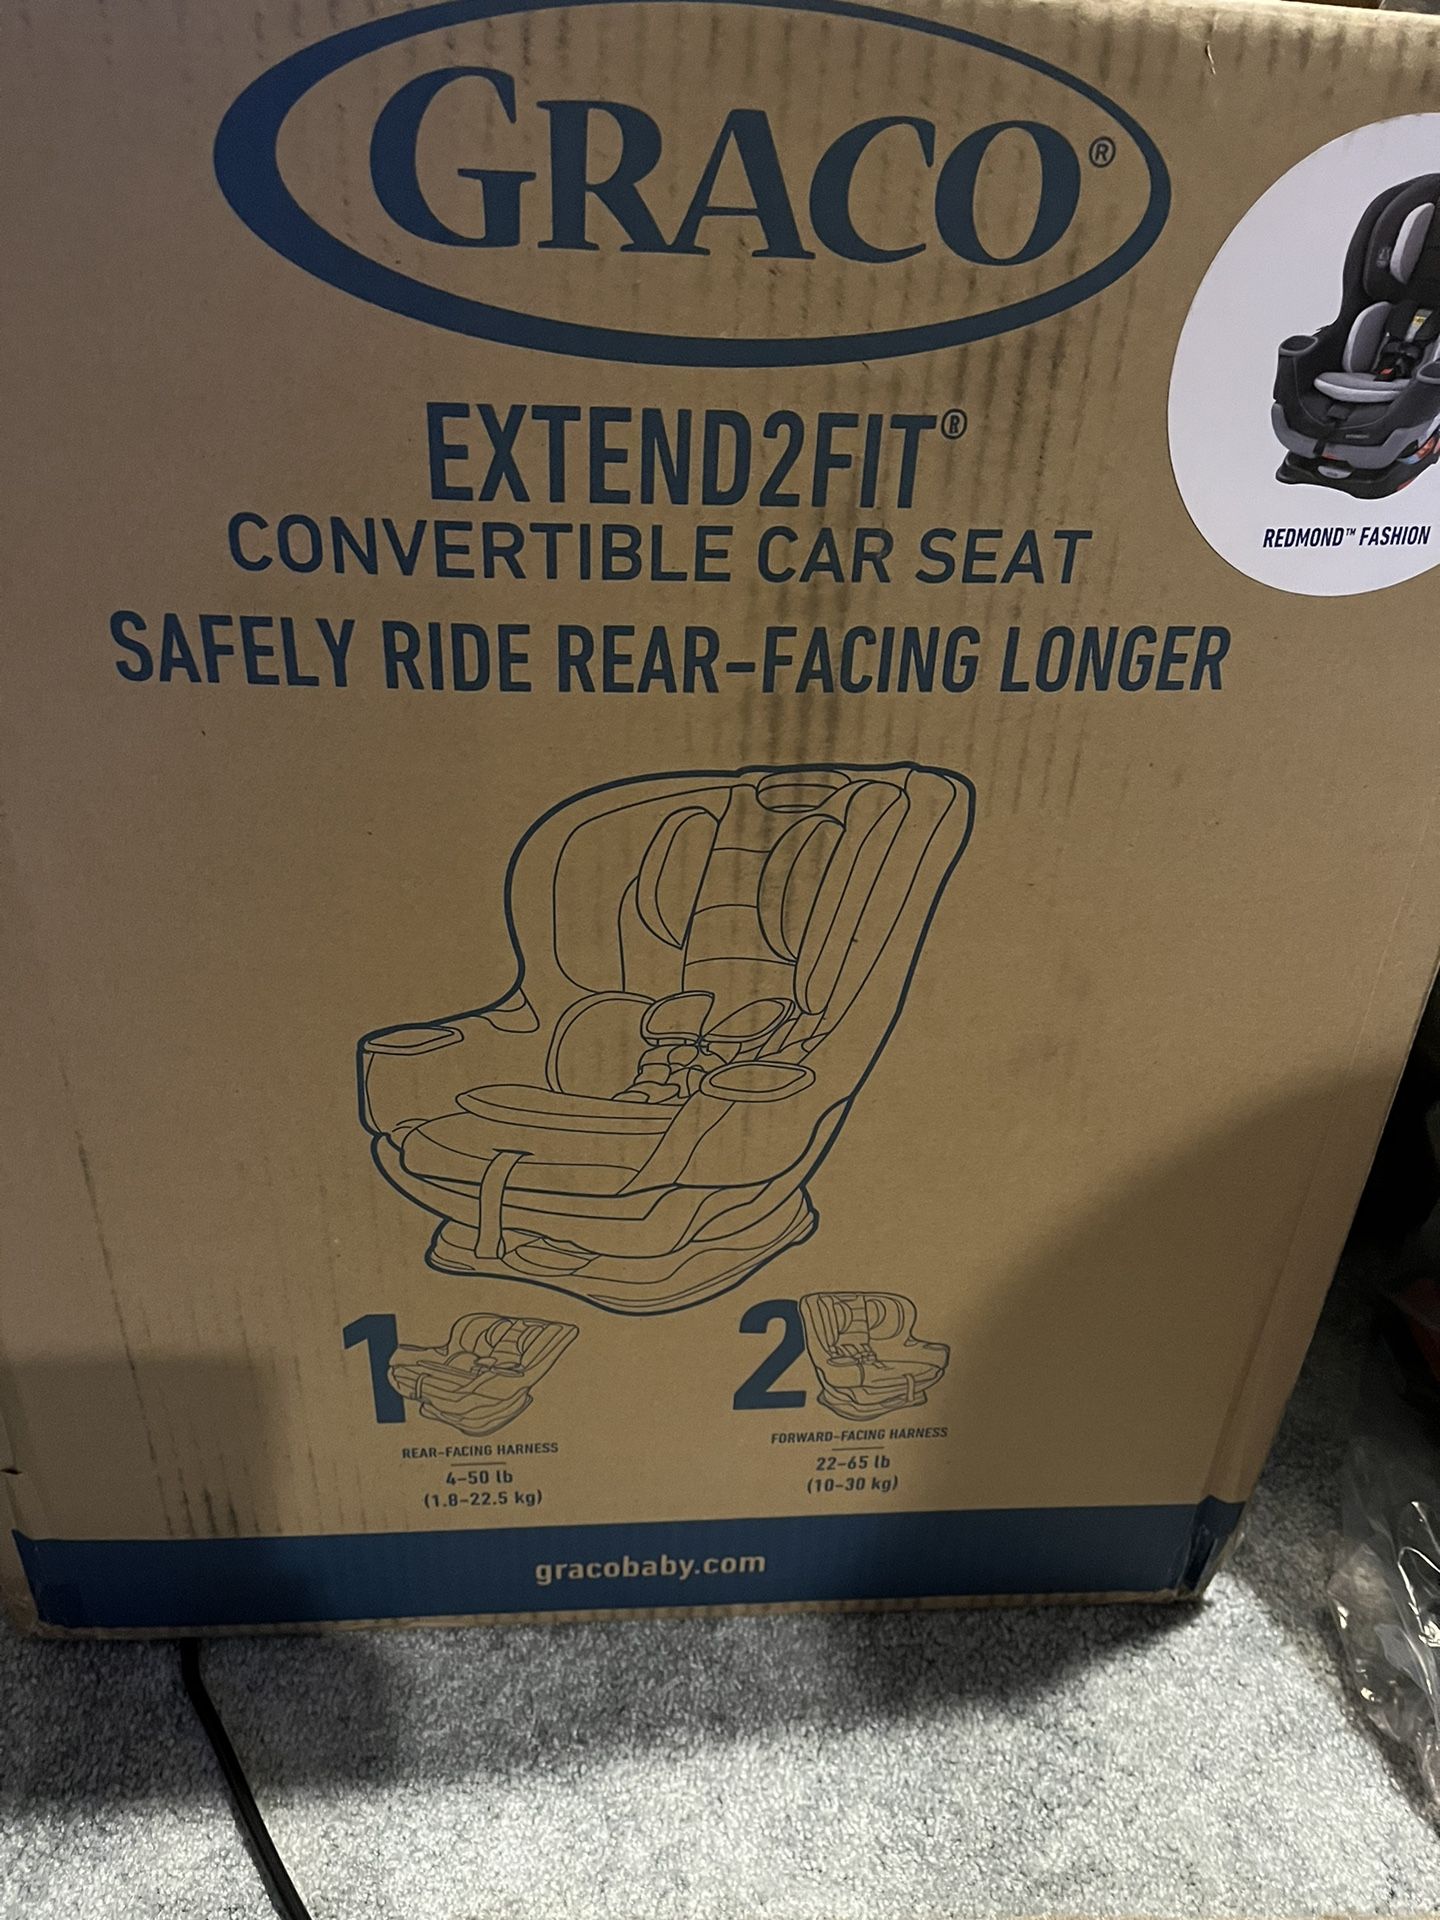 GRACO®
EXTEND2FIT®
CONVERTIBLE CAR SEAT
SAFELY RIDE REAR-FACING LONGER
REDMOND™ FASHION
1
REAR-FACING HARNESS
4-50 lb
(1.8-22.5 kg)
2
FORWARD-FACING HARNESS
22-65 lb
(10-30 kg)
gracobaby.com